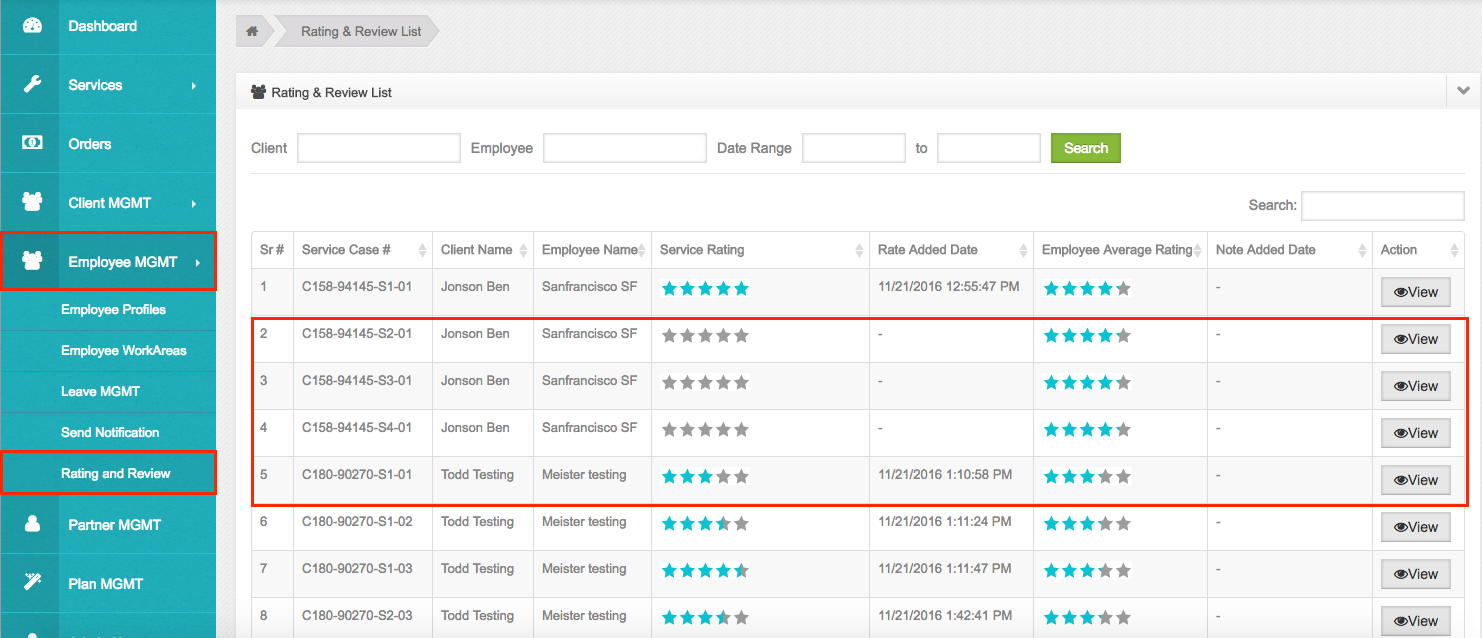 Dashboard
Services
Orders
Client MGMT
Employee MGMT
Employee Profiles
Employee WorkAreas
Leave MGMT
Send Notification
Rating and Review
Partner MGMT
Plan MGMT
Rating & Review List
Rating & Review List
Client Employee Date Range to Search
Search:
Sr # Service Case # Client Name Employee Name Service Rating Rate Added Date Employee Average Rating Note Added Date Action
1 C158-94145-S1-01 Jonson Ben Sanfrancisco SF 11/21/2016 12:55:47 PM - View
2 C158-94145-S2-01 Jonson Ben Sanfrancisco SF - - View
3 C158-94145-S3-01 Jonson Ben Sanfrancisco SF - - View
4 C158-94145-S4-01 Jonson Ben Sanfrancisco SF - - View
5 C180-90270-S1-01 Todd Testing Meister testing 11/21/2016 1:10:58 PM - View
6 C180-90270-S1-02 Todd Testing Meister testing 11/21/2016 1:11:24 PM - View
7 C180-90270-S1-03 Todd Testing Meister testing 11/21/2016 1:11:47 PM - View
8 C180-90270-S2-03 Todd Testing Meister testing 11/21/2016 1:42:41 PM - View